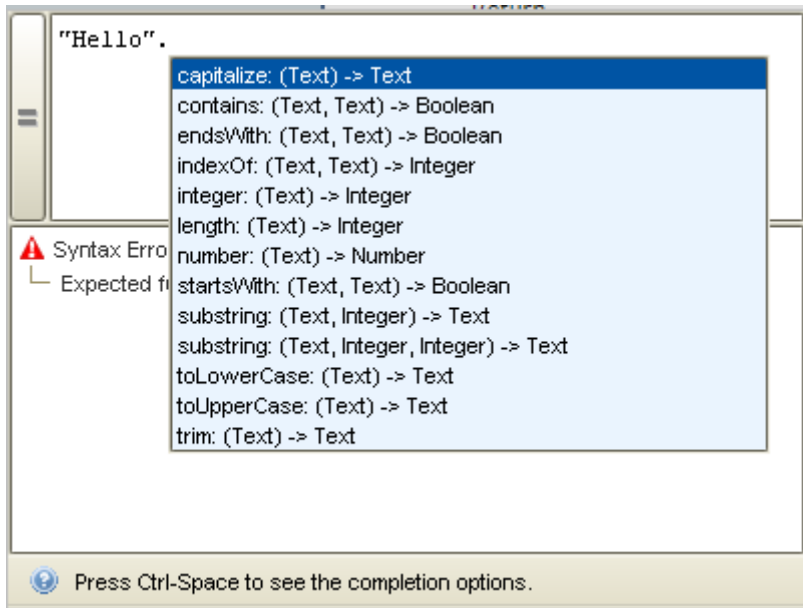 "Hello".
capitalize: (Text) -> Text
contains: (Text, Text) -> Boolean
endsWith: (Text, Text) -> Boolean
indexOf: (Text, Text) -> Integer
integer: (Text) -> Integer
length: (Text) -> Integer
number: (Text) -> Number
startsWith: (Text, Text) -> Boolean
substring: (Text, Integer) -> Text
substring: (Text, Integer, Integer) -> Text
toLowerCase: (Text) -> Text
toUpperCase: (Text) -> Text
trim: (Text) -> Text
Syntax Erro
Expected f
Press Ctrl-Space to see the completion options.